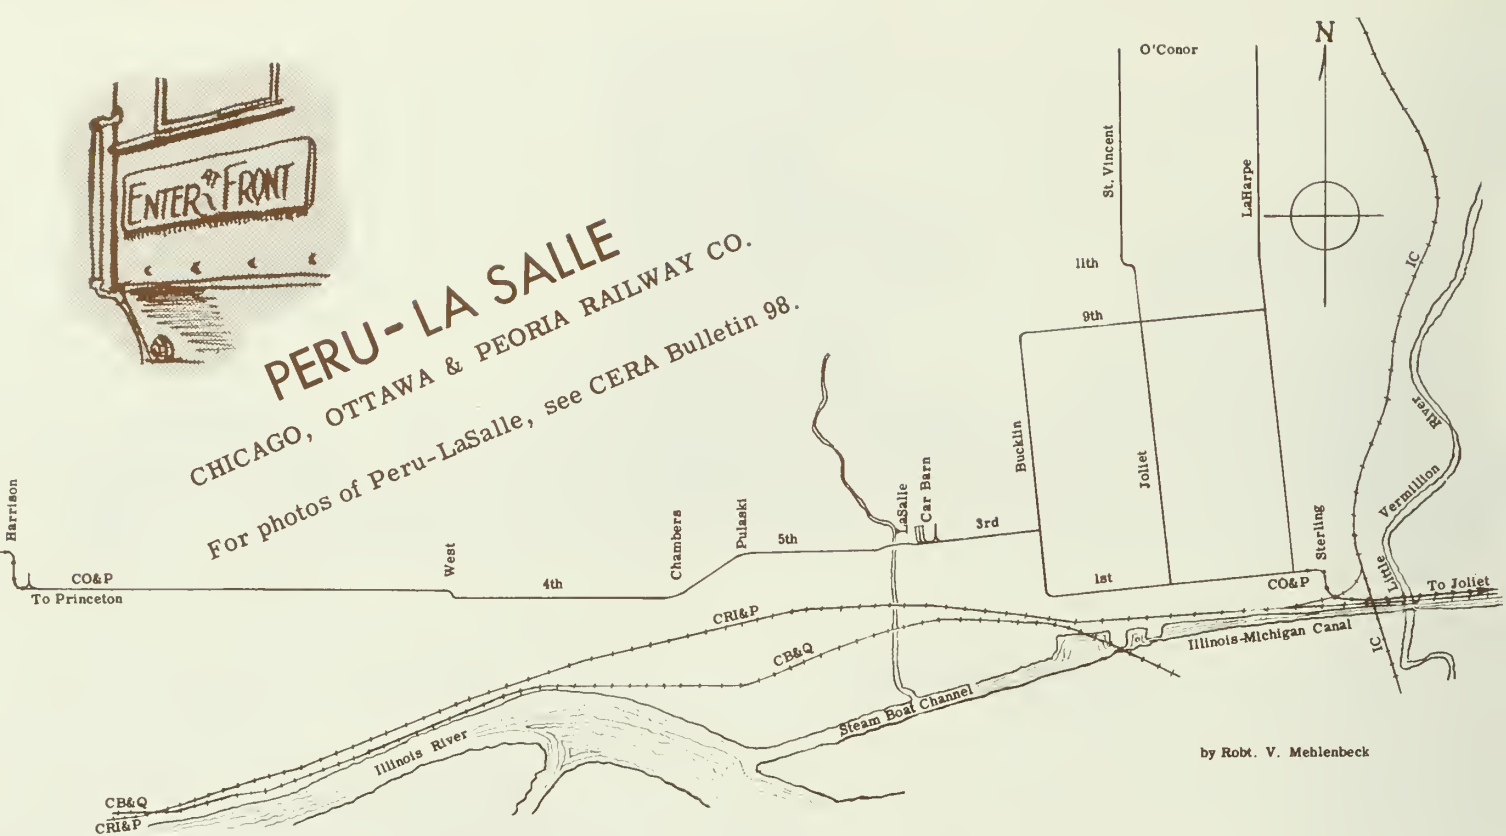 N
O'Conor
St. Vincent
LaHarpe
ENTER AT FRONT
PERU-LA SALLE
CHICAGO, OTTAWA & PEORIA RAILWAY CO.
For photos of Peru-LaSalle, see CERA Bulletin 98.
11th
IC
9th
River
Bucklin
Joliet
Vermillion
Little
Harrison
LaSalle
Car Barn
3rd
Sterling
Pulaski
5th
Chambers
West
CO&P
To Princeton
4th
1st
CO&P
To Joliet
CRI&P
CB&Q
Illinois-Michigan Canal
IC
Steam Boat Channel
Illinois River
by Robt. V. Mehlenbeck
CB&Q
CRI&P